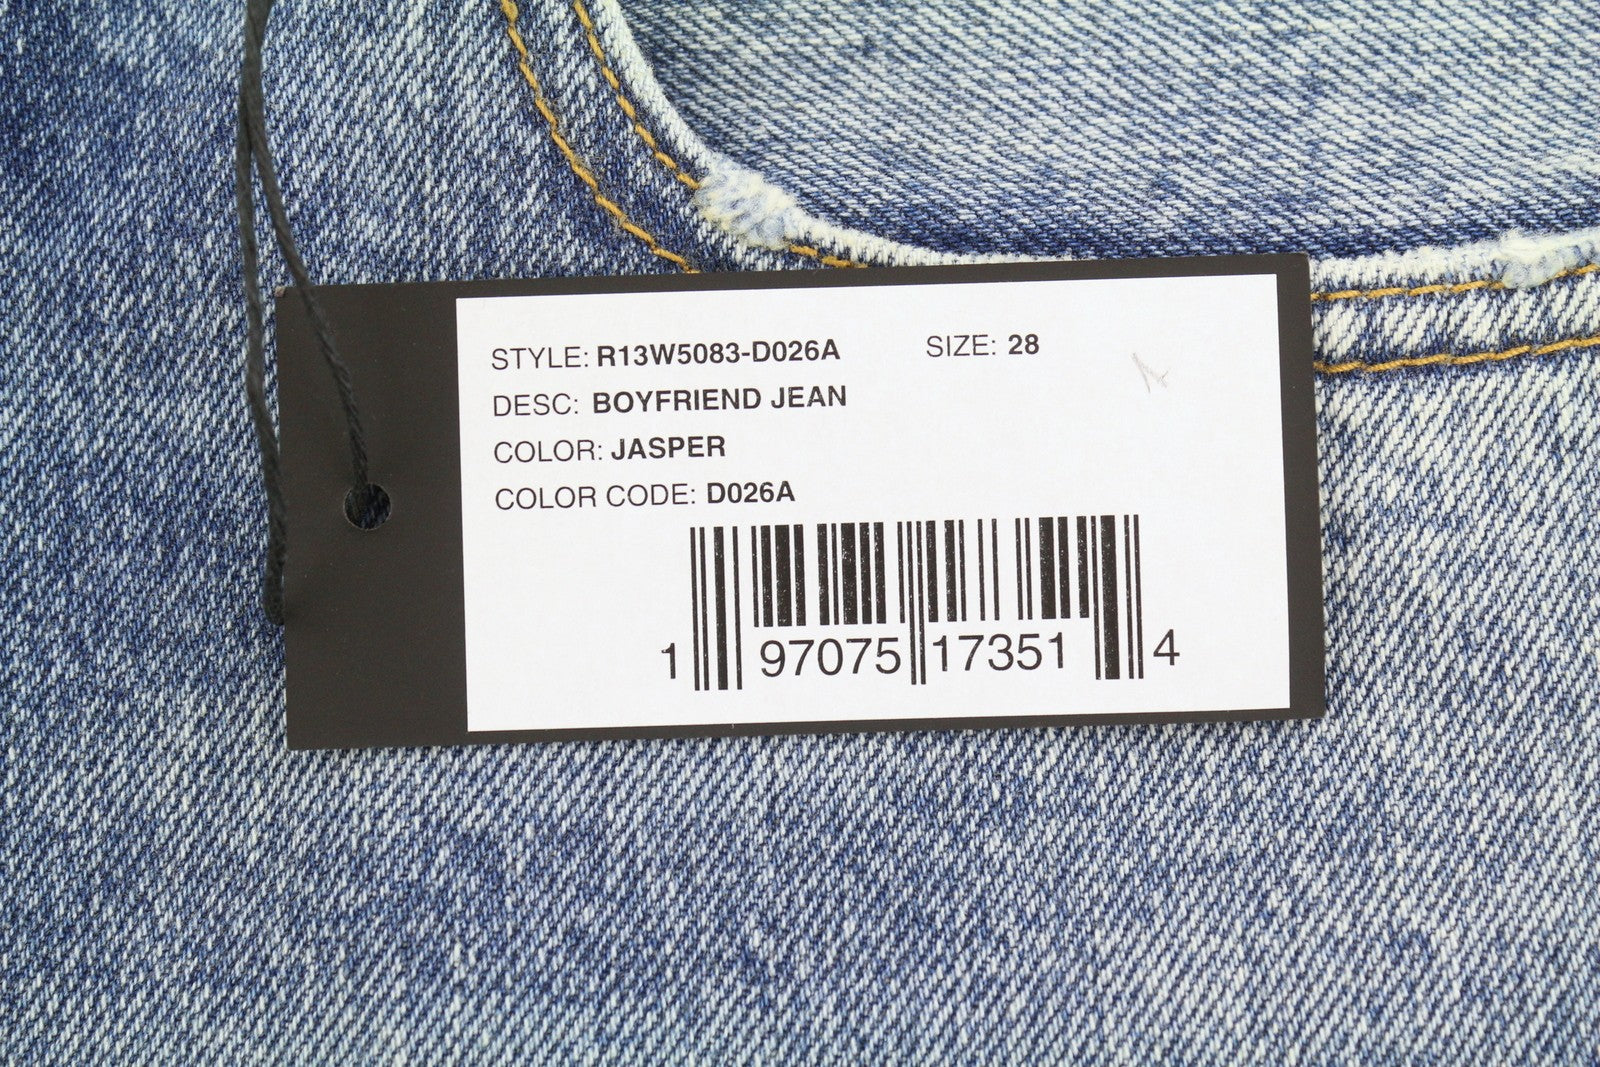 STYLE: R13W5083-D026A SIZE: 28
DESC: BOYFRIEND JEAN
COLOR: JASPER
COLOR CODE: D026A
1 97075 17351 4